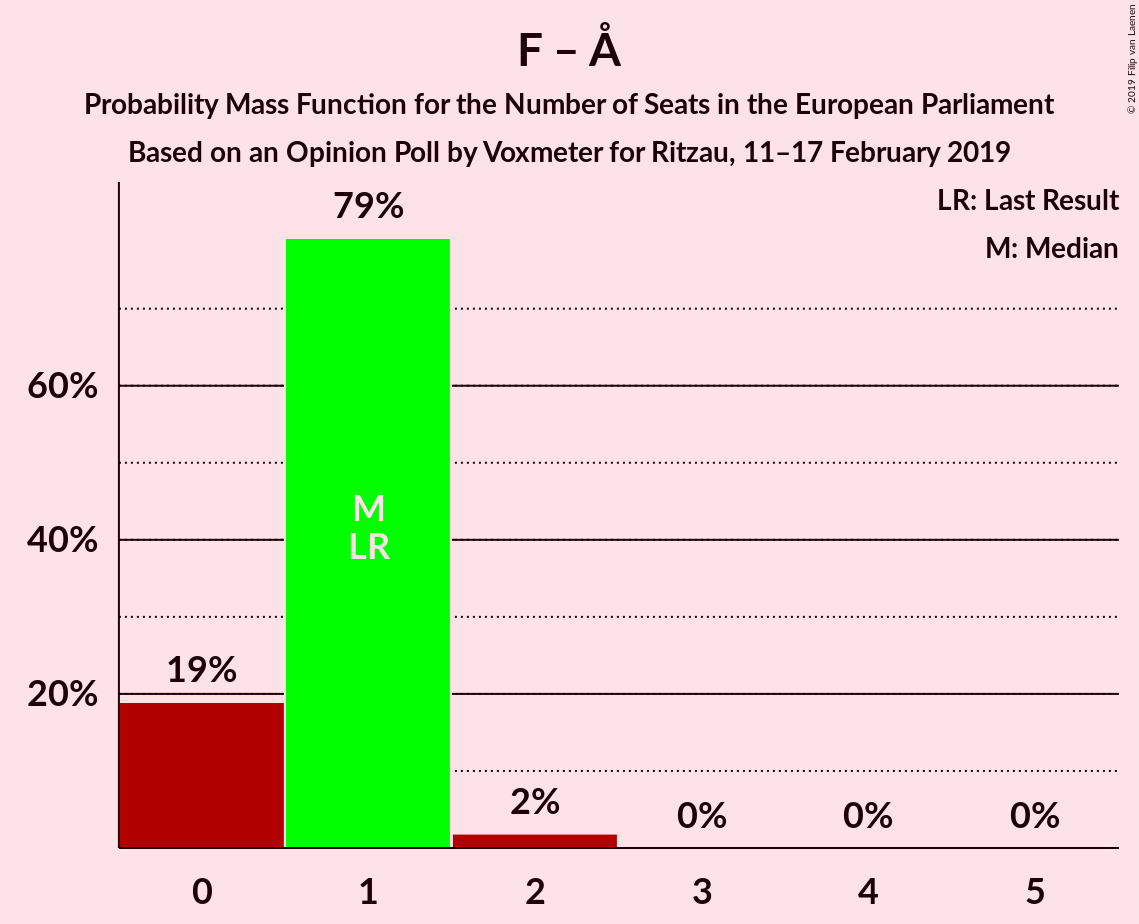 F – Å
Probability Mass Function for the Number of Seats in the European Parliament
Based on an Opinion Poll by Voxmeter for Ritzau, 11–17 February 2019
© 2019 Filip van Laenen
LR: Last Result
M: Median
79%
60%
M
40%
LR
19%
20%
2%
0%
0%
0%
0
1
2
3
4
5